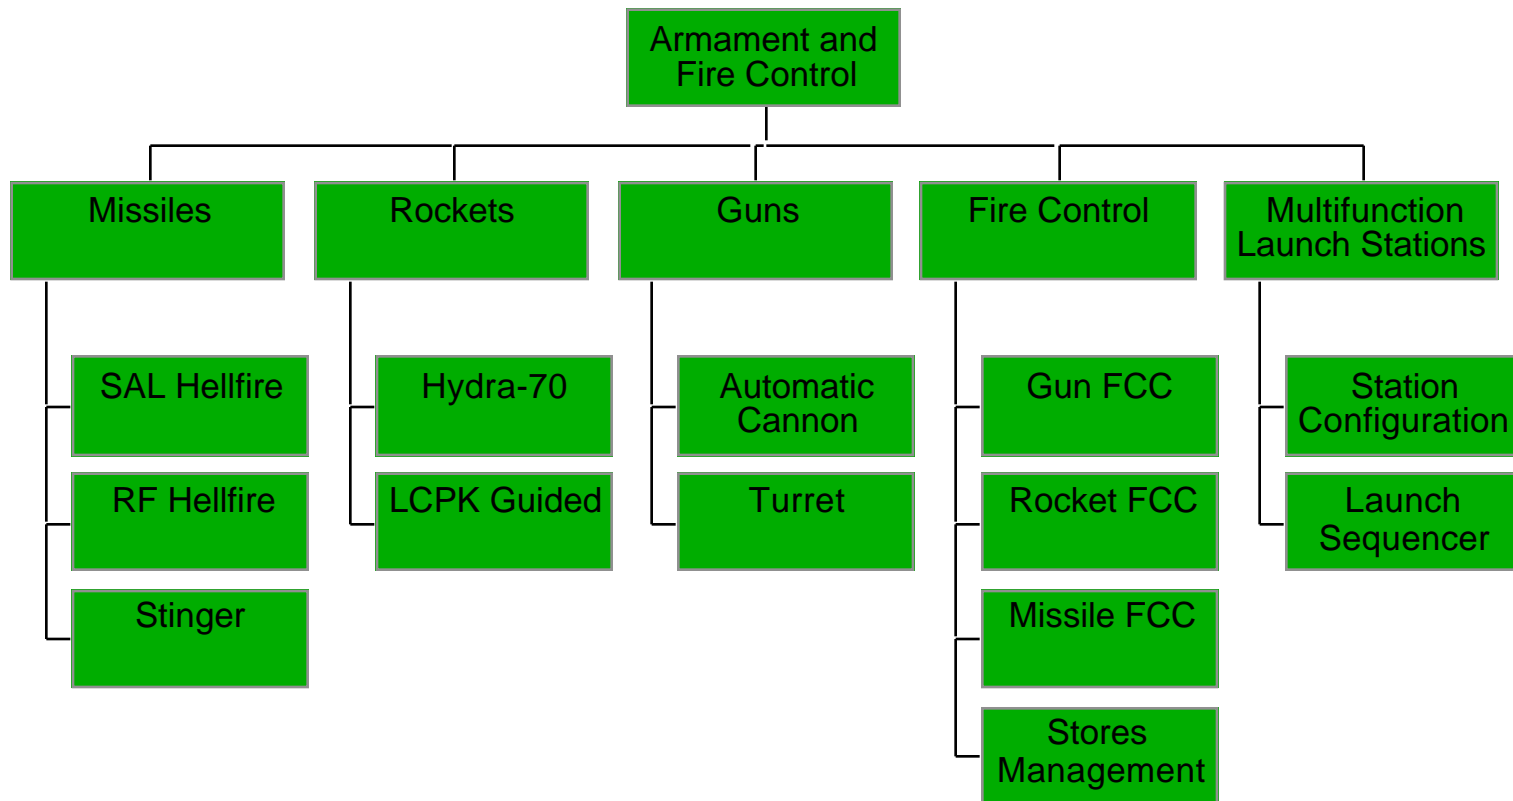 Armament and
Fire Control
Missiles
Rockets
Guns
Fire Control
Multifunction
Launch Stations
SAL Hellfire
Hydra-70
Automatic
Cannon
Gun FCC
Station
Configuration
RF Hellfire
LCPK Guided
Turret
Rocket FCC
Launch
Sequencer
Stinger
Missile FCC
Stores
Management